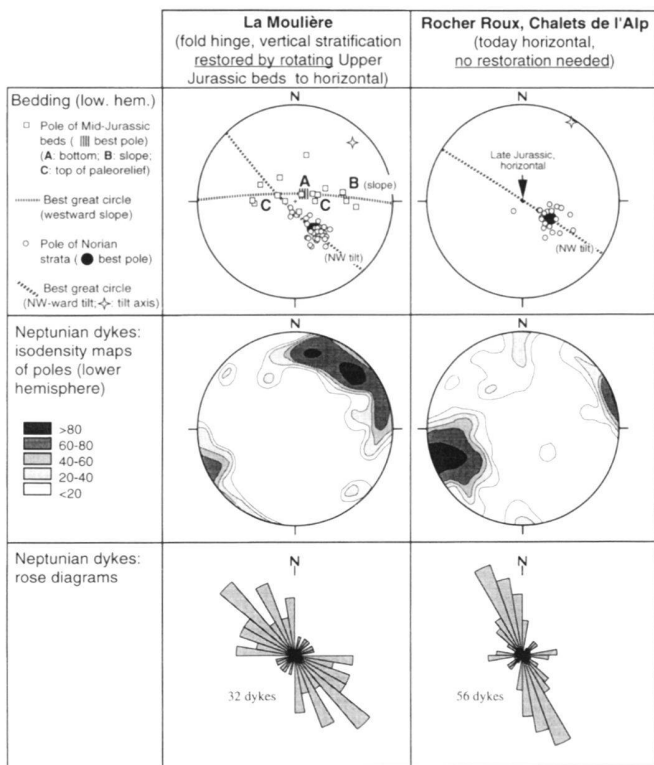 La Moulière
(fold hinge, vertical stratification
restored by rotating Upper
Jurassic beds to horizontal)
Rocher Roux, Chalets de l'Alp
(today horizontal,
no restoration needed)
Bedding (low. hem.)
Pole of Mid-Jurassic
beds ( best pole)
(A: bottom; B: slope;
C: top of paleorelief)
Best great circle
(westward slope)
Pole of Norian
strata ( best pole)
Best great circle
(NW-ward tilt; : tilt axis)
N
A
B (slope)
C
C
(NW tilt)
N
Late Jurassic,
horizontal
(NW tilt)
Neptunian dykes:
isodensity maps
of poles (lower
hemisphere)
>80
60-80
40-60
20-40
<20
N
N
Neptunian dykes:
rose diagrams
N
32 dykes
N
56 dykes